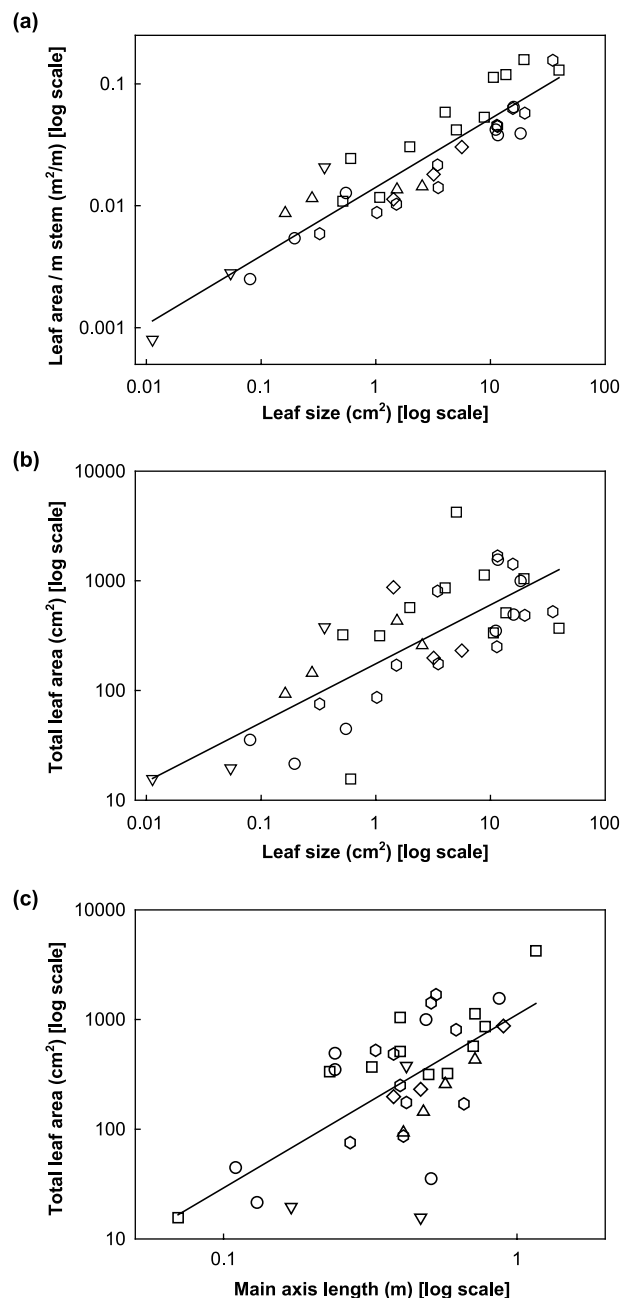 (a)
Leaf area / m stem (m²/m) [log scale]
0.1
0.01
0.001
0.01 0.1 1 10 100
Leaf size (cm²) [log scale]
(b)
Total leaf area (cm²) [log scale]
10000
1000
100
10
0.01 0.1 1 10 100
Leaf size (cm²) [log scale]
(c)
Total leaf area (cm²) [log scale]
10000
1000
100
10
0.1 1
Main axis length (m) [log scale]